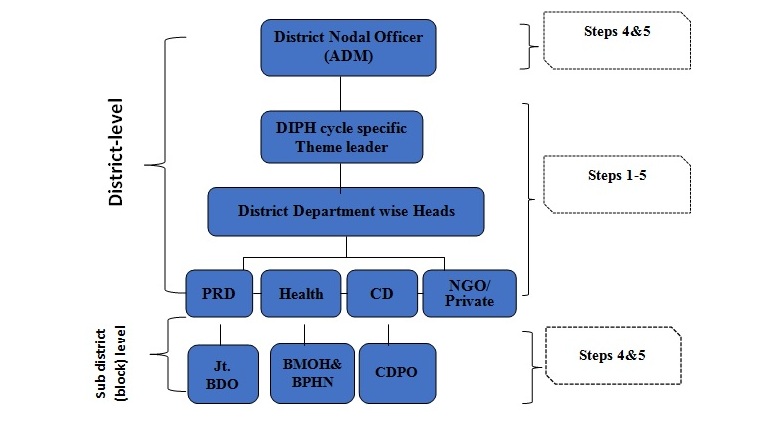 District Nodal Officer
(ADM)
Steps 4&5
District-level
DIPH cycle specific
Theme leader
Steps 1-5
District Department wise Heads
PRD
Health
CD
NGO/
Private
Sub district
(block) level
Jt.
BDO
BMOH&
BPHN
CDPO
Steps 4&5